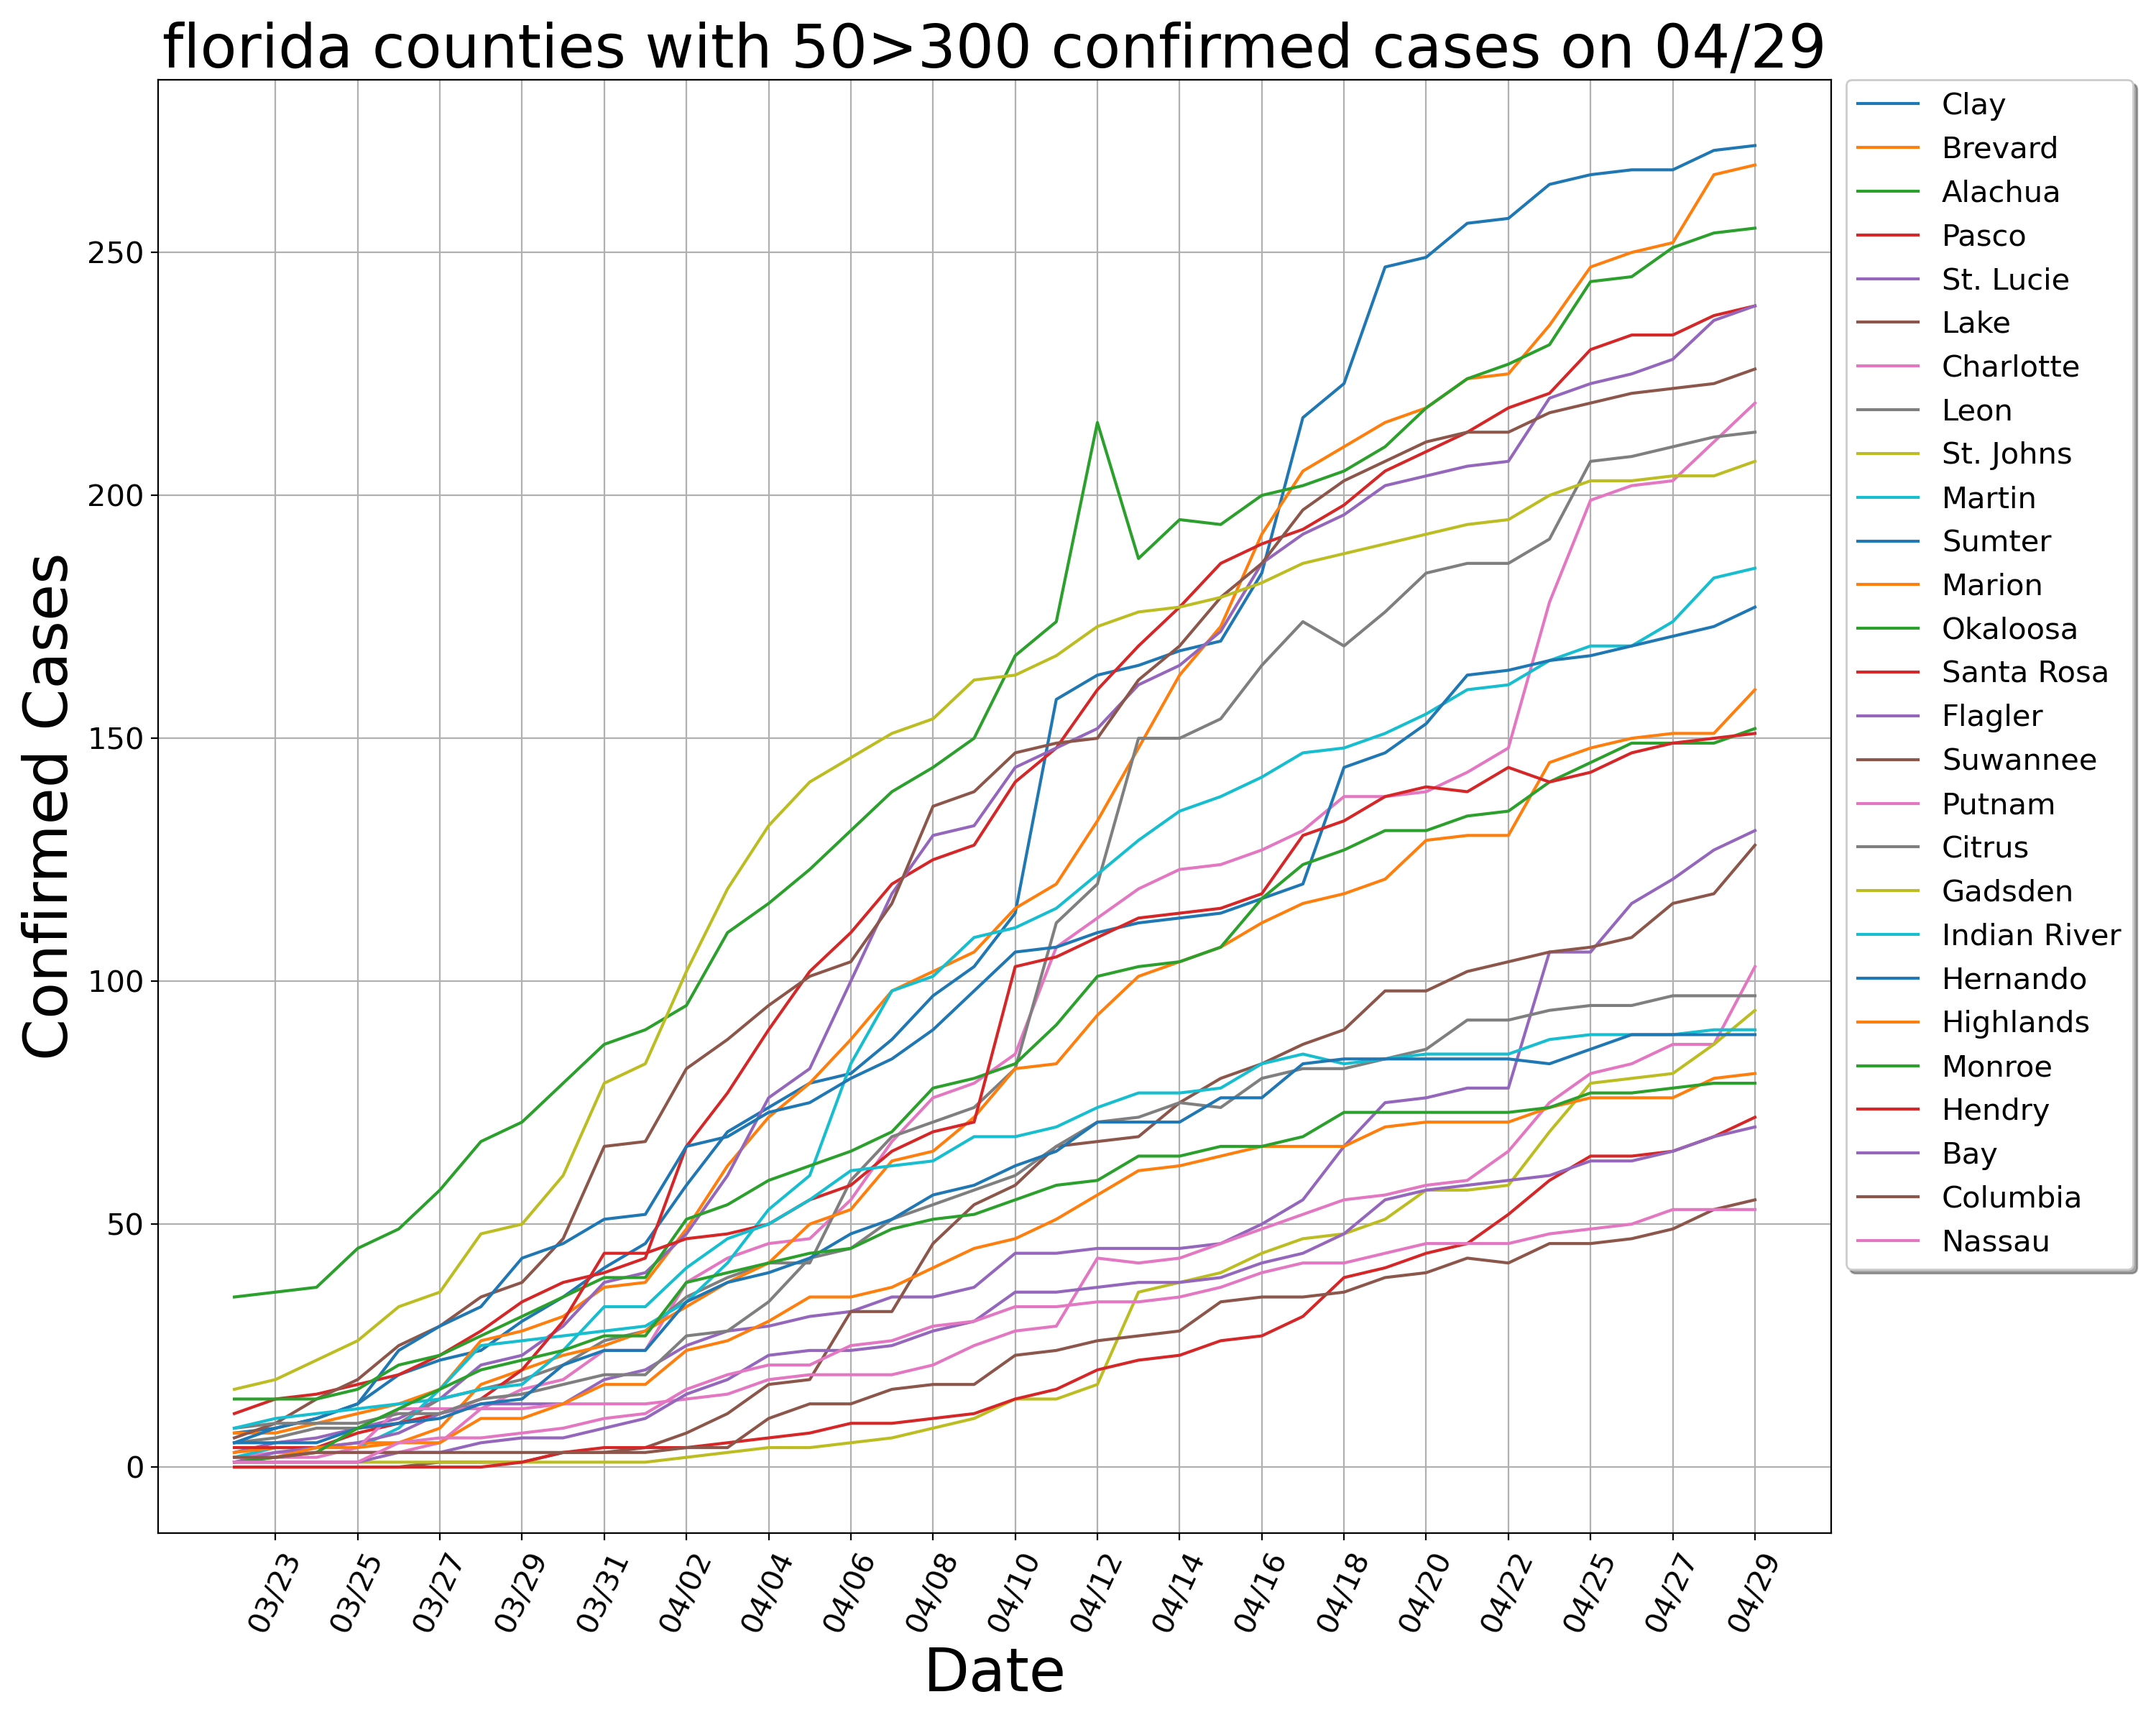 florida counties with 50>300 confirmed cases on 04/29
Clay
Brevard
Alachua
Pasco
St. Lucie
Lake
Charlotte
Leon
St. Johns
Martin
Sumter
Marion
Okaloosa
Santa Rosa
Flagler
Suwannee
Putnam
Citrus
Gadsden
Indian River
Hernando
Highlands
Monroe
Hendry
Bay
Columbia
Nassau
Confirmed Cases
250
200
150
100
50
0
03/23 03/25 03/27 03/29 03/31 04/02 04/04 04/06 04/08 04/10 04/12 04/14 04/16 04/18 04/20 04/22 04/25 04/27 04/29
Date